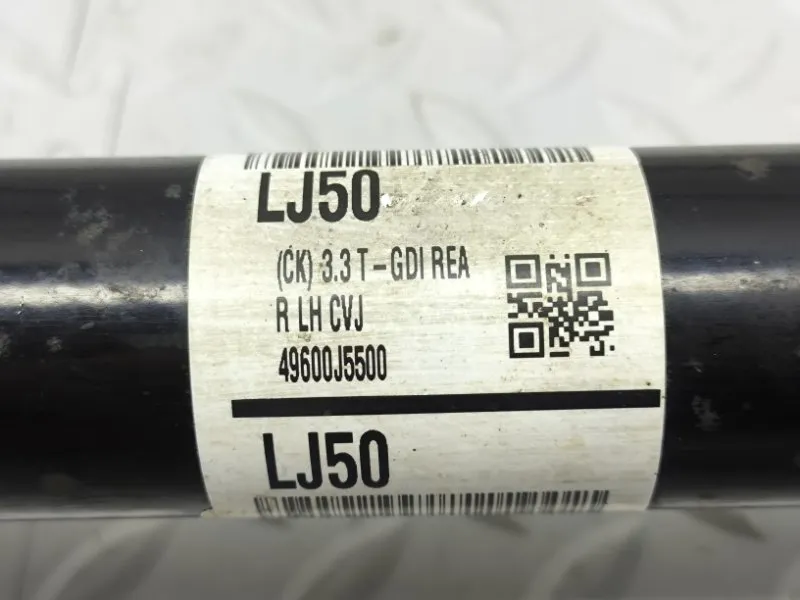 LJ50
(CK) 3.3 T-GDI REA
R LH CVJ
49600J5500
LJ50